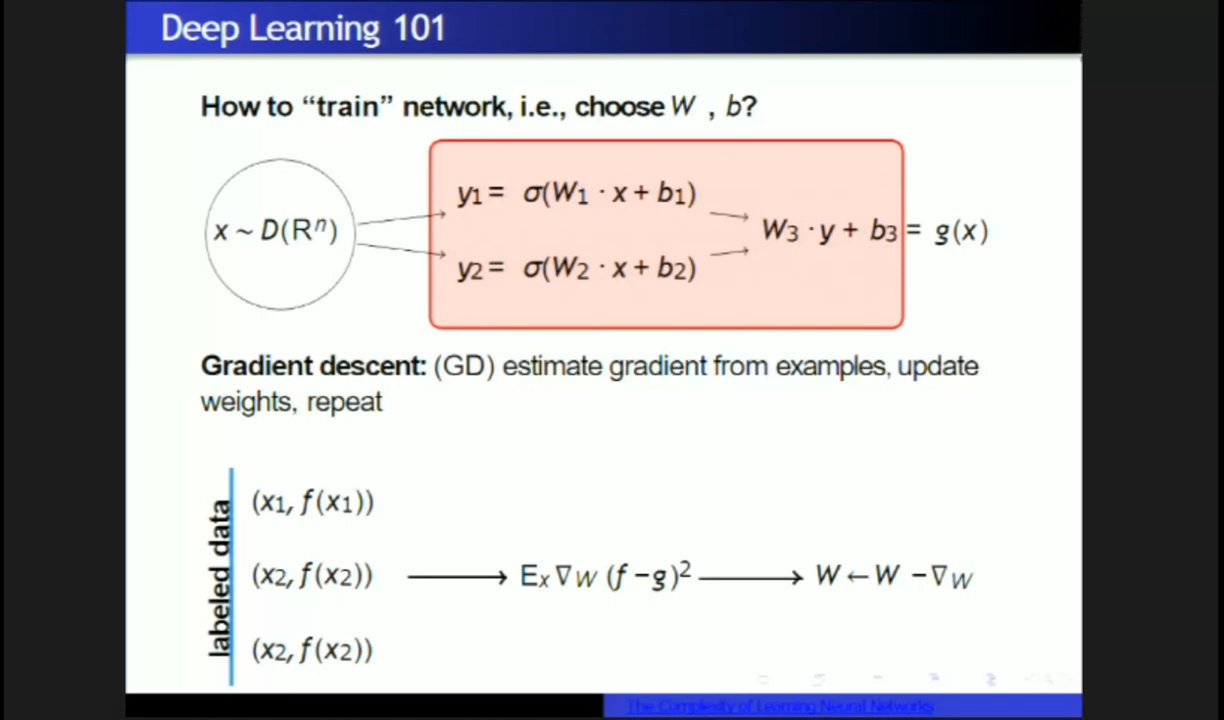 Deep Learning 101
How to “train” network, i.e., choose W , b?
x ~ D(Rⁿ)
y1 = σ(W1 · x + b1)
y2 = σ(W2 · x + b2)
W3 · y + b3 = g(x)
Gradient descent: (GD) estimate gradient from examples, update
weights, repeat
labeled data
(x1, f(x1))
(x2, f(x2))
(x2, f(x2))
Ex ∇W (f − g)²
W ← W − ∇W
The Complexity of Learning Neural Networks